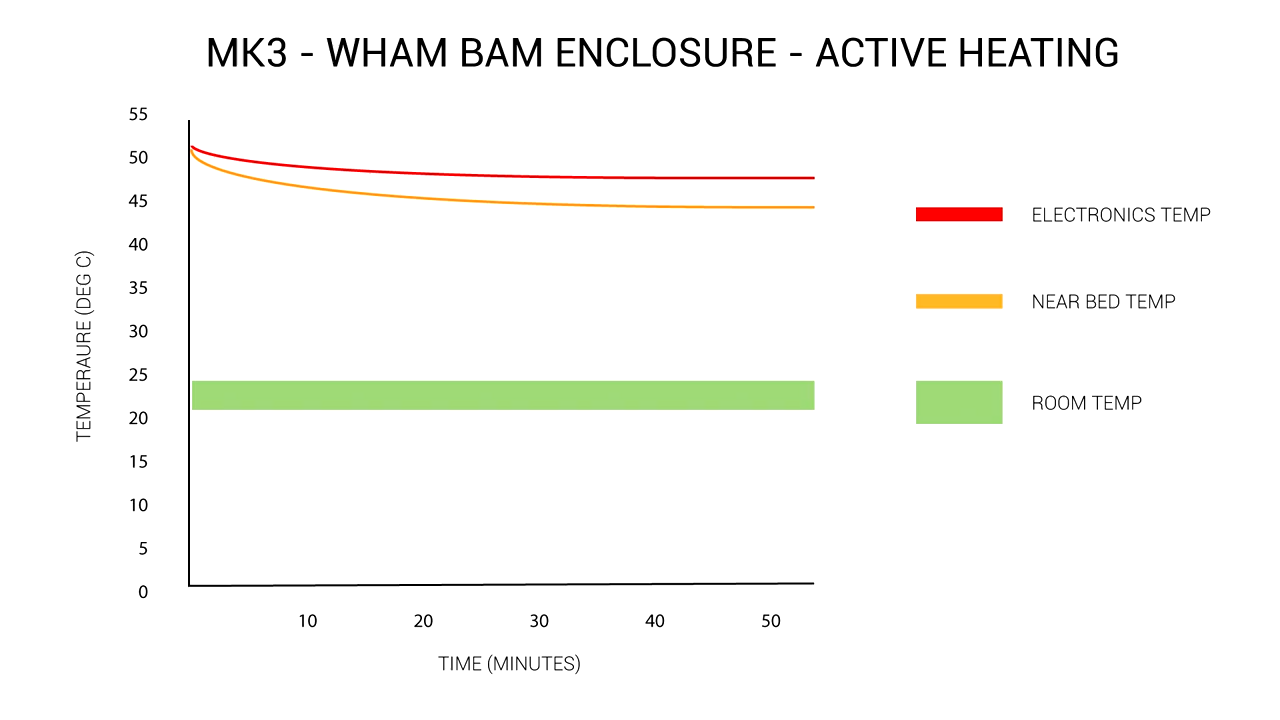 MK3 - WHAM BAM ENCLOSURE - ACTIVE HEATING
55
50
45
40
35
30
25
20
15
10
5
0
TEMPERAURE (DEG C)
10 20 30 40 50
TIME (MINUTES)
ELECTRONICS TEMP
NEAR BED TEMP
ROOM TEMP